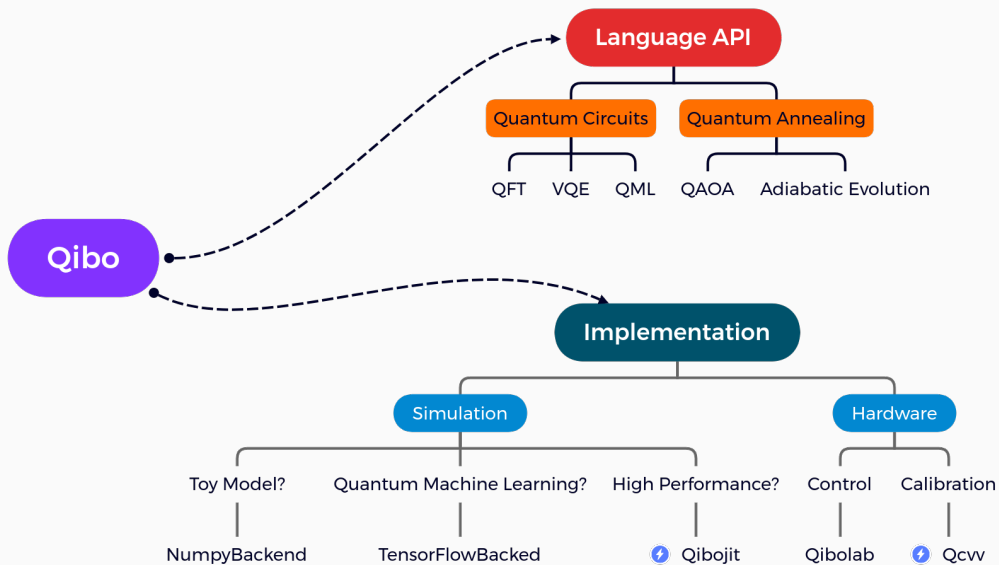 Language API
Quantum Circuits Quantum Annealing
QFT VQE QML QAOA Adiabatic Evolution
Qibo
Implementation
Simulation Hardware
Toy Model? Quantum Machine Learning? High Performance? Control Calibration
NumpyBackend TensorFlowBacked Qibojit Qibolab Qcvv